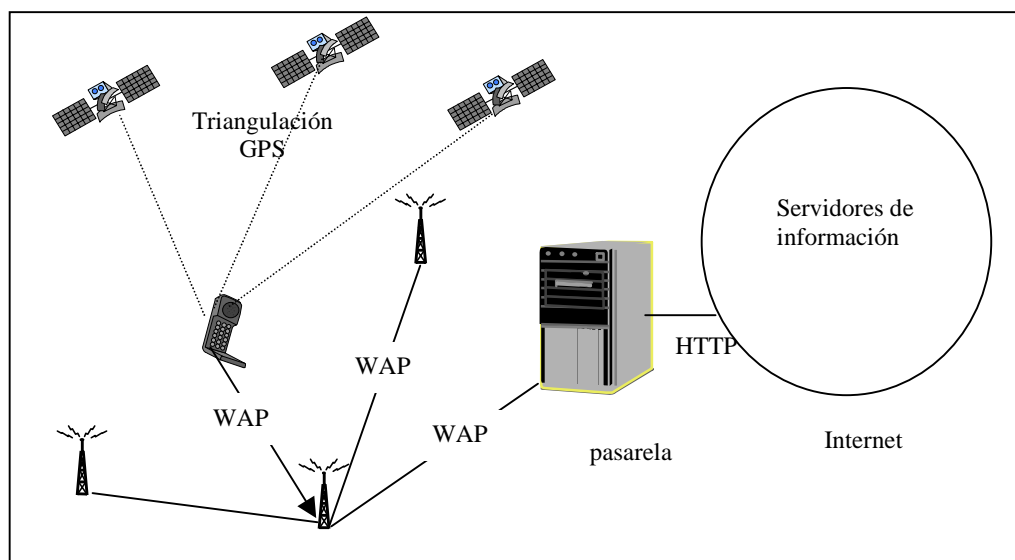 Triangulación
GPS
Servidores de
información
HTTP
WAP
WAP
WAP
pasarela
Internet